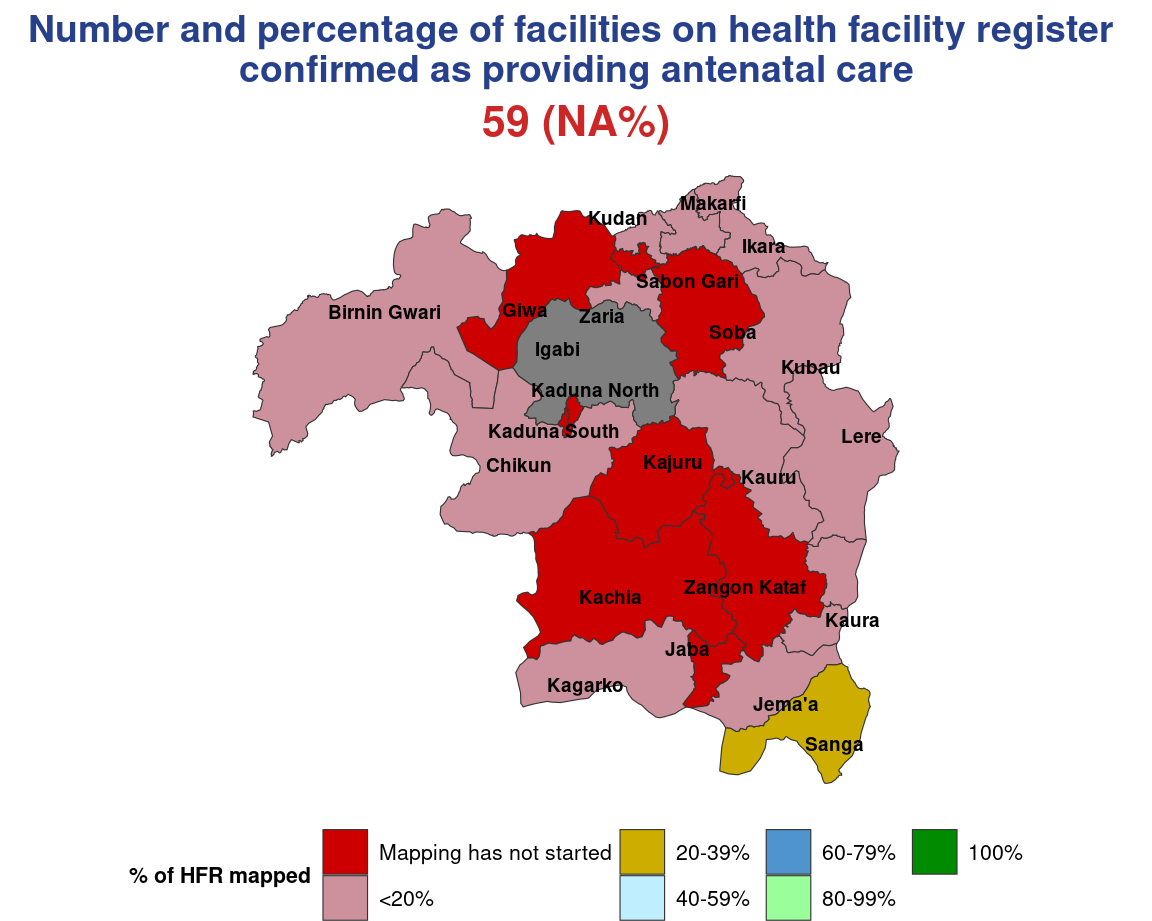 Number and percentage of facilities on health facility register
confirmed as providing antenatal care
59 (NA%)
Makarfi
Kudan
Ikara
Sabon Gari
Birnin Gwari
Giwa
Zaria
Soba
Igabi
Kubau
Kaduna North
Kaduna South
Lere
Chikun
Kajuru
Kauru
Zangon Kataf
Kachia
Kaura
Jaba
Kagarko
Jema'a
Sanga
% of HFR mapped
Mapping has not started
<20%
20-39%
40-59%
60-79%
80-99%
100%